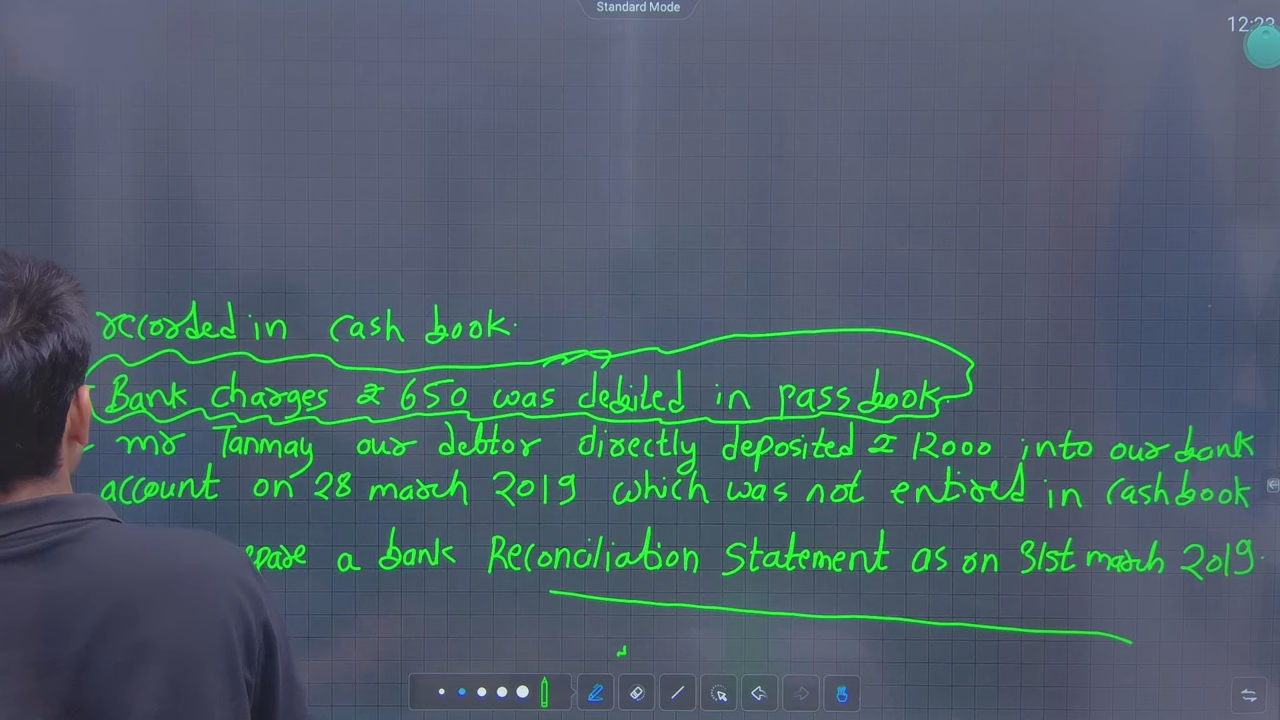 Standard Mode
12:23
recorded in cash book.
Bank charges ₹ 650 was debited in pass book.
mr Tanmay our debtor directly deposited ₹ 12000 into our bank
account on 28 march 2019 which was not entired in cashbook
epare a bank Reconciliation Statement as on 31st march 2019.